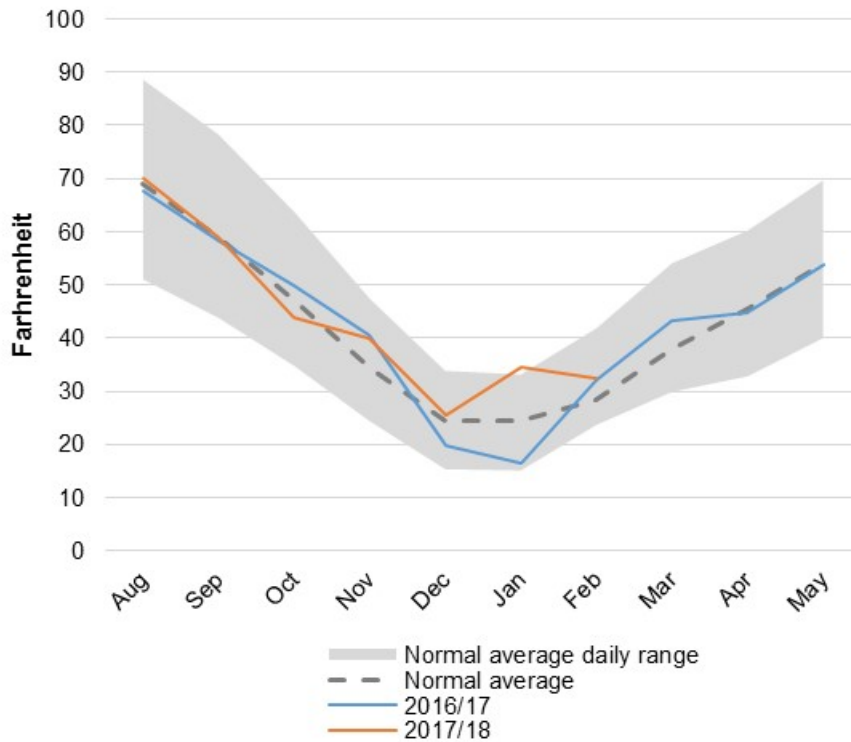 100
90
80
70
60
50
40
30
20
10
0
Farhrenheit
Aug
Sep
Oct
Nov
Dec
Jan
Feb
Mar
Apr
May
Normal average daily range
Normal average
2016/17
2017/18